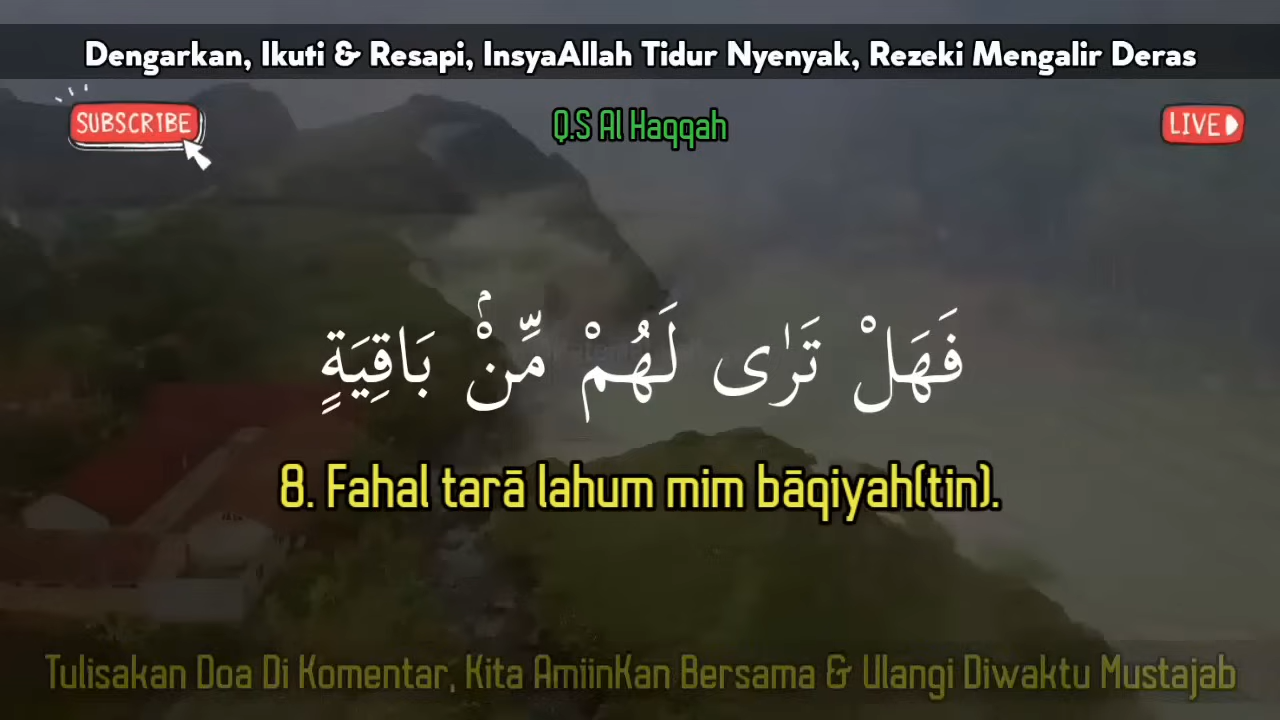 Dengarkan, Ikuti & Resapi, InsyaAllah Tidur Nyenyak, Rezeki Mengalir Deras
SUBSCRIBE
Q.S Al Haqqah
LIVE
فَهَلْ تَرٰى لَهُمْ مِّنْۢ بَاقِيَةٍ
8. Fahal tarā lahum mim bāqiyah(tin).
Tulisakan Doa Di Komentar, Kita AmiinKan Bersama & Ulangi Diwaktu Mustajab